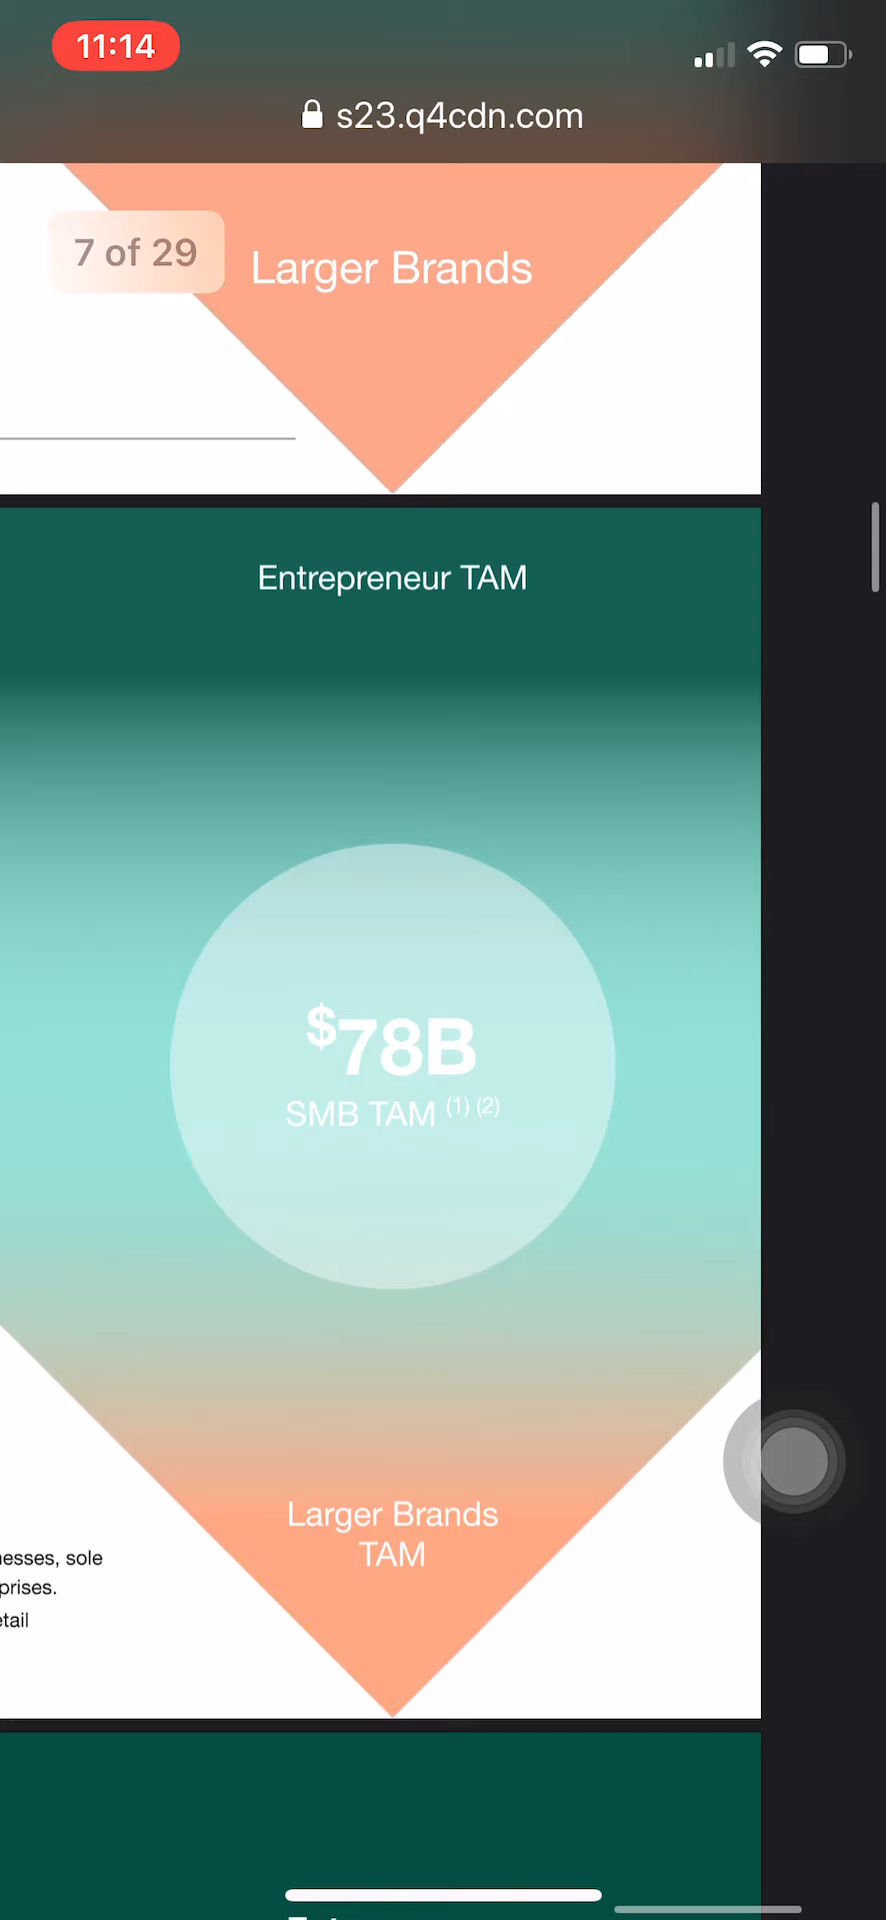 11:14
s23.q4cdn.com
7 of 29
Larger Brands
Entrepreneur TAM
$78B
SMB TAM (1) (2)
Larger Brands
TAM
nesses, sole
prises.
etail